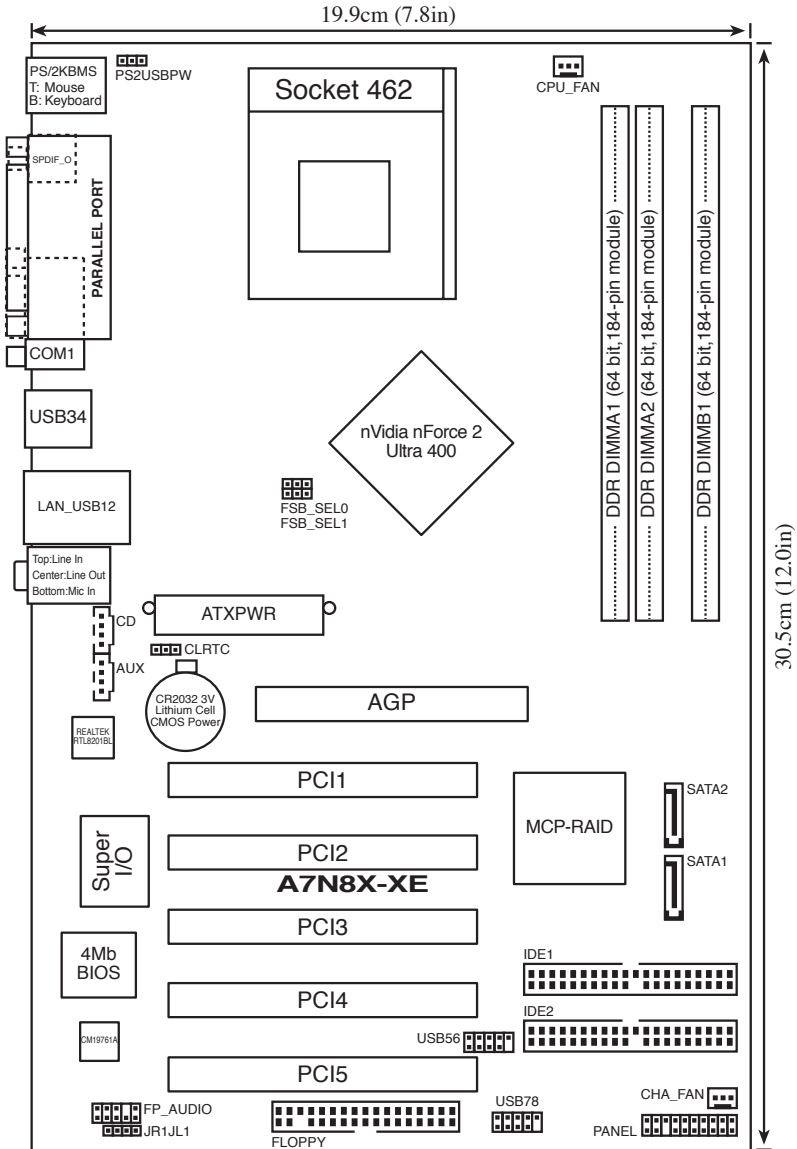 19.9cm (7.8in)
PS/2KBMS
T: Mouse
B: Keyboard
PS2USBPW
Socket 462
CPU_FAN
SPDIF_O
PARALLEL PORT
COM1
USB34
LAN_USB12
Top:Line In
Center:Line Out
Bottom:Mic In
nVidia nForce 2
Ultra 400
FSB_SEL0
FSB_SEL1
DDR DIMMA1 (64 bit,184-pin module)
DDR DIMMA2 (64 bit,184-pin module)
DDR DIMMB1 (64 bit,184-pin module)
30.5cm (12.0in)
CD
AUX
ATXPWR
CLRTC
CR2032 3V
Lithium Cell
CMOS Power
REALTEK
RTL8201BL
AGP
PCI1
PCI2
A7N8X-XE
PCI3
PCI4
PCI5
MCP-RAID
SATA2
SATA1
Super
I/O
4Mb
BIOS
CM19761A
IDE1
IDE2
USB56
USB78
CHA_FAN
PANEL
FP_AUDIO
JR1JL1
FLOPPY